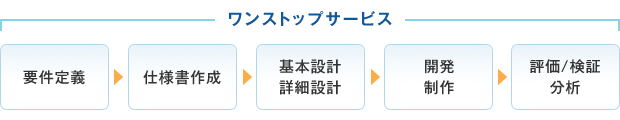 ワンストップサービス
要件定義
仕様書作成
基本設計
詳細設計
開発
制作
評価/検証
分析